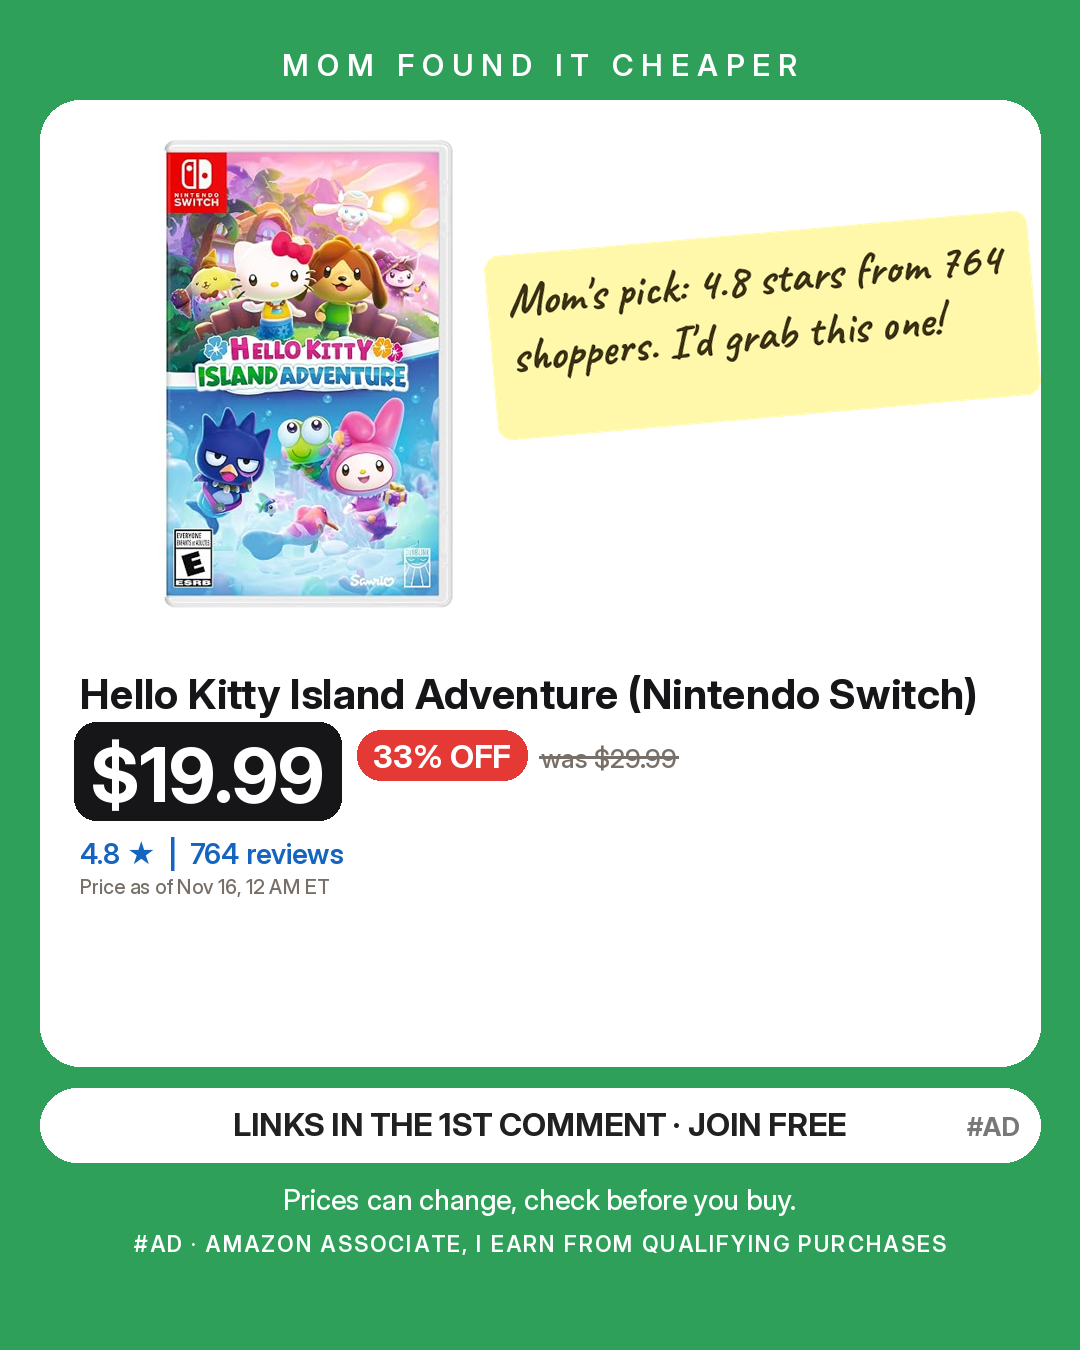 MOM FOUND IT CHEAPER
NINTENDO
SWITCH
HELLO KITTY
ISLAND ADVENTURE
EVERYONE
E
ESRB
Sanrio
Mom's pick: 4.8 stars from 764
shoppers. I'd grab this one!
Hello Kitty Island Adventure (Nintendo Switch)
$19.99 33% OFF was $29.99
4.8 ★ | 764 reviews
Price as of Nov 16, 12 AM ET
LINKS IN THE 1ST COMMENT · JOIN FREE #AD
Prices can change, check before you buy.
#AD · AMAZON ASSOCIATE, I EARN FROM QUALIFYING PURCHASES